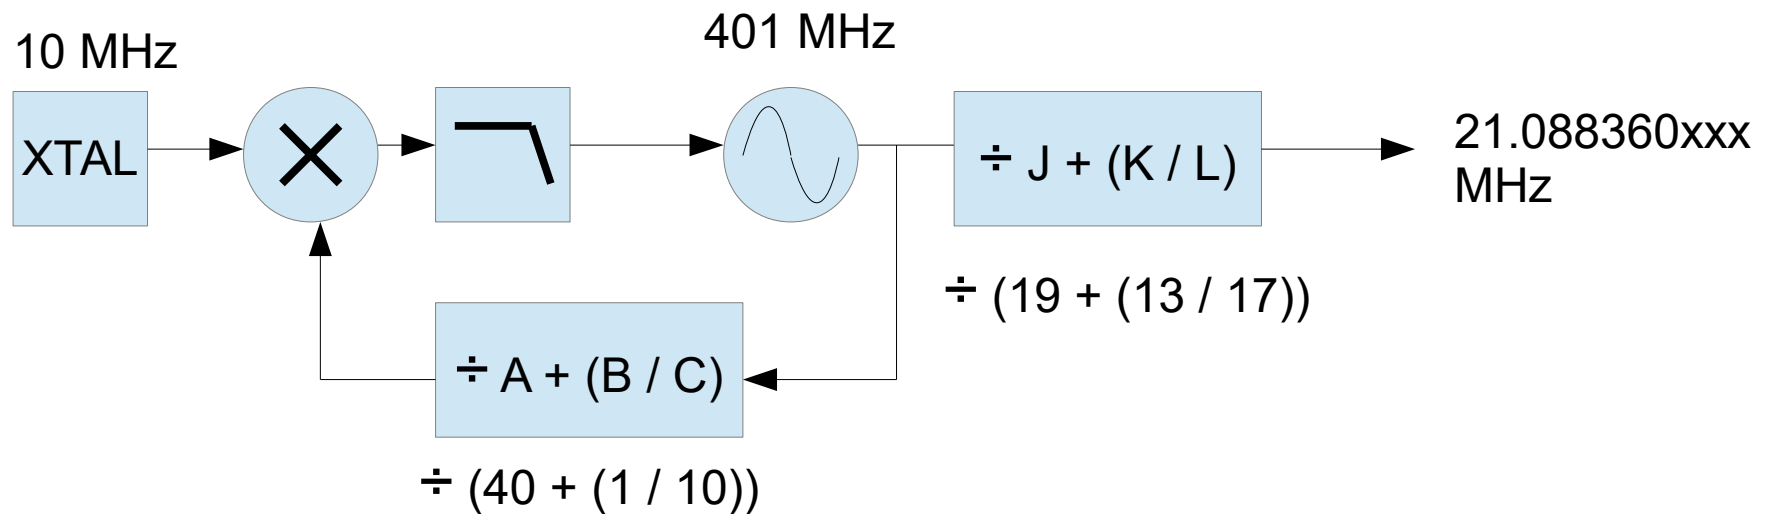 10 MHz
401 MHz
XTAL
÷ J + (K / L)
21.088360xxx
MHz
÷ (19 + (13 / 17))
÷ A + (B / C)
÷ (40 + (1 / 10))